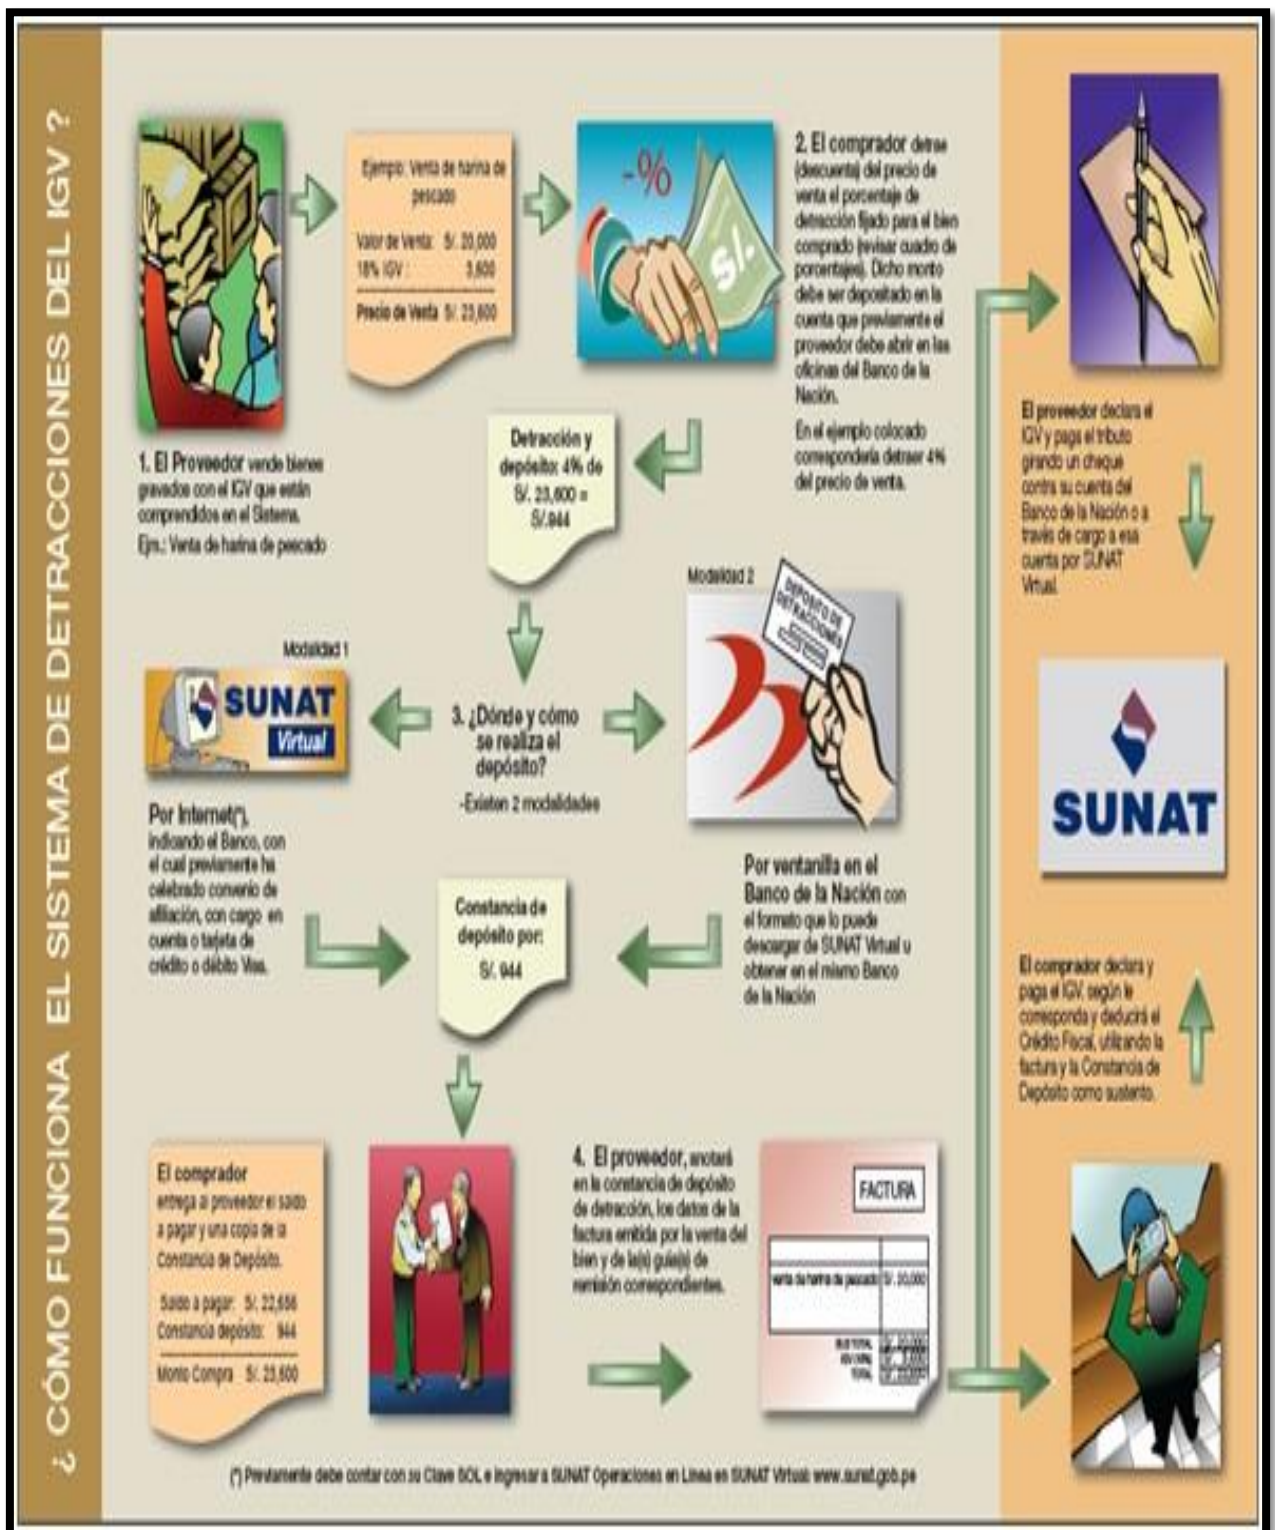 ¿ CÓMO FUNCIONA EL SISTEMA DE DETRACCIONES DEL IGV ?
1. El Proveedor vende bienes
gravados con el IGV que están
comprendidos en el Sistema.
Ejm.: Venta de harina de pescado
Ejemplo: Venta de harina de
pescado
Valor de Venta: S/. 20,000
18% IGV : 3,600
Precio de Venta S/. 23,600
-%
S/.
2. El comprador detrae
(descuenta) del precio de
venta el porcentaje de
detracción fijado para el bien
comprado (revisar cuadro de
porcentajes). Dicho monto
debe ser depositado en la
cuenta que previamente el
proveedor debe abrir en las
oficinas del Banco de la
Nación.
En el ejemplo colocado
correspondería detraer 4%
del precio de venta.
Detracción y
depósito: 4% de
S/. 23,600 =
S/.944
3. ¿Dónde y cómo
se realiza el
depósito?
-Existen 2 modalidades
Modalidad 1
SUNAT
Virtual
Por Internet(*),
indicando el Banco, con
el cual previamente ha
celebrado convenio de
afiliación, con cargo en
cuenta o tarjeta de
crédito o débito Visa.
Modalidad 2
DEPOSITO DE
DETRACCIONES
Por ventanilla en el
Banco de la Nación con
el formato que lo puede
descargar de SUNAT Virtual u
obtener en el mismo Banco
de la Nación
Constancia de
depósito por:
S/. 944
El comprador
entrega al proveedor el saldo
a pagar y una copia de la
Constancia de Depósito.
Saldo a pagar: S/. 22,656
Constancia depósito: 944
Monto Compra S/. 23,600
4. El proveedor, anotará
en la constancia de depósito
de detracción, los datos de la
factura emitida por la venta del
bien y de la(s) guía(s) de
remisión correspondientes.
FACTURA
venta de harina de pescado S/. 20,000
SUB TOTAL
TOTAL
El proveedor declara el
IGV y paga el tributo
girando un cheque
contra su cuenta del
Banco de la Nación o a
través de cargo a esa
cuenta por SUNAT
Virtual.
SUNAT
El comprador declara y
paga el IGV. según le
corresponda y deducirá el
Crédito Fiscal, utilizando la
factura y la Constancia de
Depósito como sustento.
(*) Previamente debe contar con su Clave SOL e ingresar a SUNAT Operaciones en Linea en SUNAT Virtual: www.sunat.gob.pe